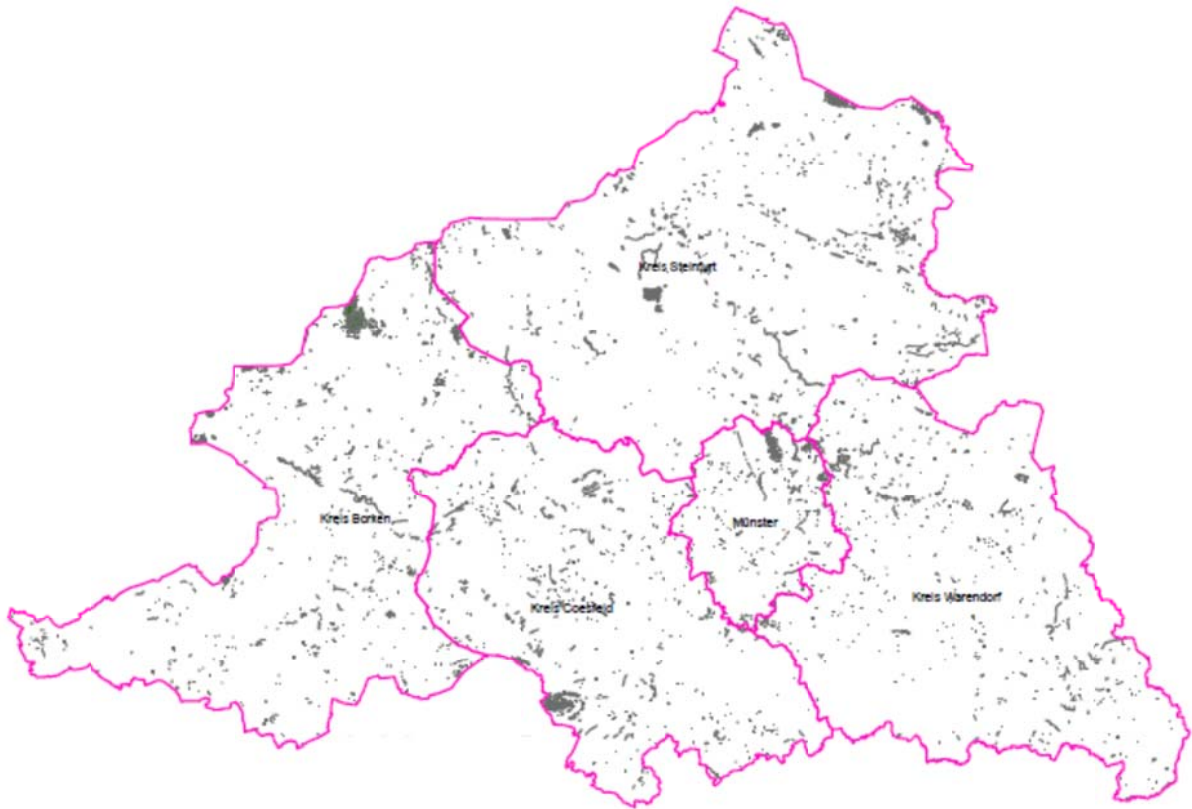 Kreis Steinfurt
Kreis Borken
Münster
Kreis Coesfeld
Kreis Warendorf